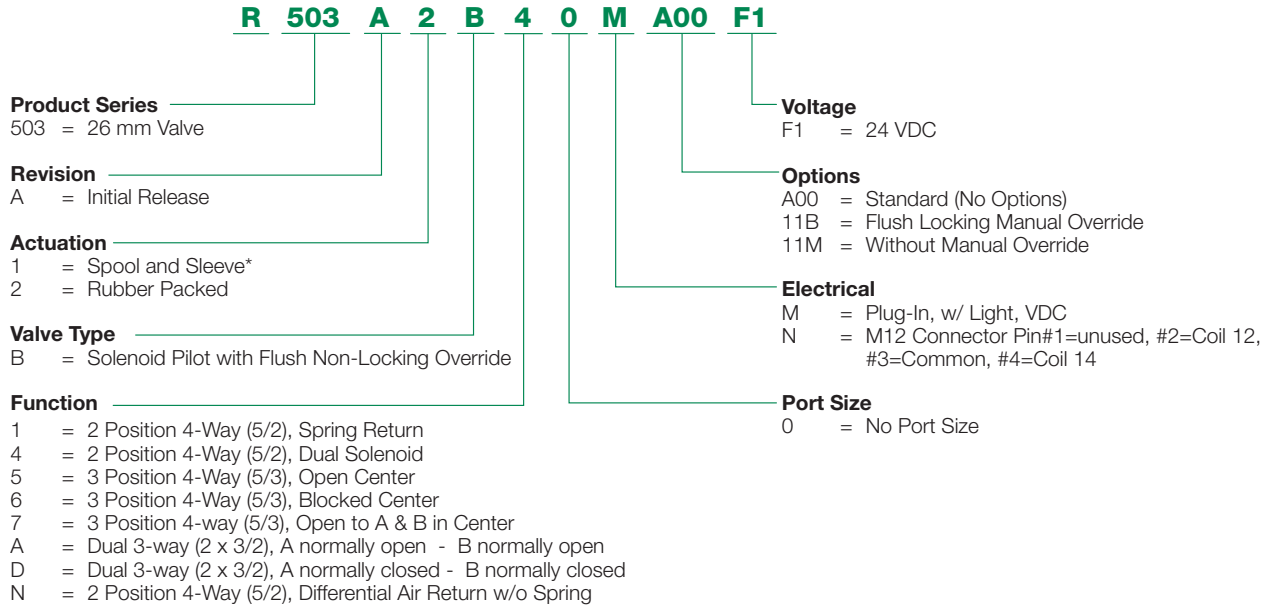 R 503 A 2 B 4 0 M A00 F1
Product Series
503 = 26 mm Valve
Revision
A = Initial Release
Actuation
1 = Spool and Sleeve*
2 = Rubber Packed
Valve Type
B = Solenoid Pilot with Flush Non-Locking Override
Function
1 = 2 Position 4-Way (5/2), Spring Return
4 = 2 Position 4-Way (5/2), Dual Solenoid
5 = 3 Position 4-Way (5/3), Open Center
6 = 3 Position 4-Way (5/3), Blocked Center
7 = 3 Position 4-way (5/3), Open to A & B in Center
A = Dual 3-way (2 x 3/2), A normally open - B normally open
D = Dual 3-way (2 x 3/2), A normally closed - B normally closed
N = 2 Position 4-Way (5/2), Differential Air Return w/o Spring
Voltage
F1 = 24 VDC
Options
A00 = Standard (No Options)
11B = Flush Locking Manual Override
11M = Without Manual Override
Electrical
M = Plug-In, w/ Light, VDC
N = M12 Connector Pin#1=unused, #2=Coil 12,
#3=Common, #4=Coil 14
Port Size
0 = No Port Size